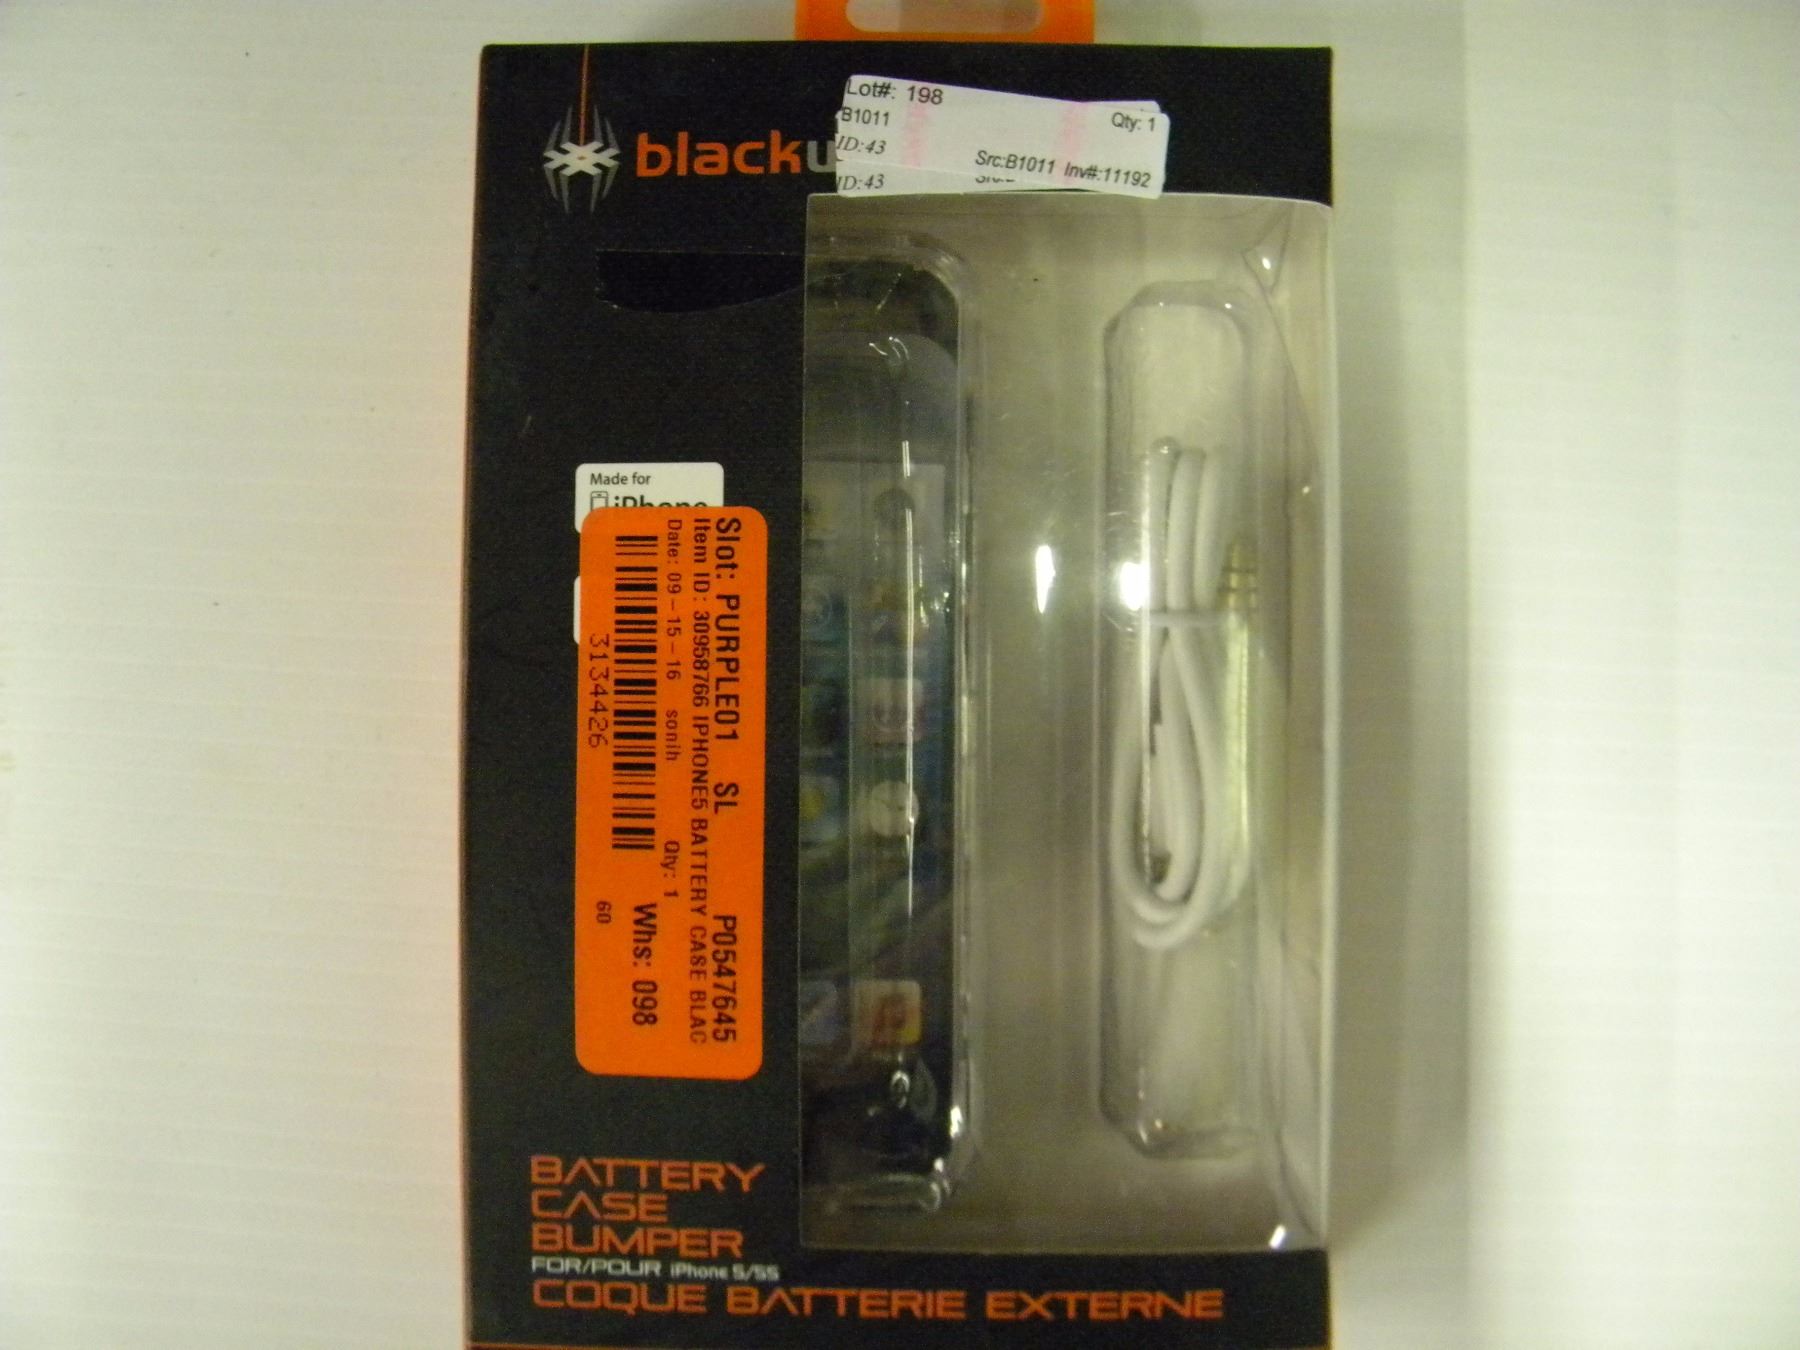 Lot#: 198
B1011
Qty: 1
ID:43
Src:B1011 Inv#:11192
ID:43
black
Made for
iPhone
Slot: PURPLE01 SL P0547645
Item ID: 30958766 IPHONE5 BATTERY CASE BLAC
Date: 09-15-16 sonih Qty: 1
Whs: 098
3134426
60
BATTERY
CASE
BUMPER
FOR/POUR iPhone 5/5S
COQUE BATTERIE EXTERNE